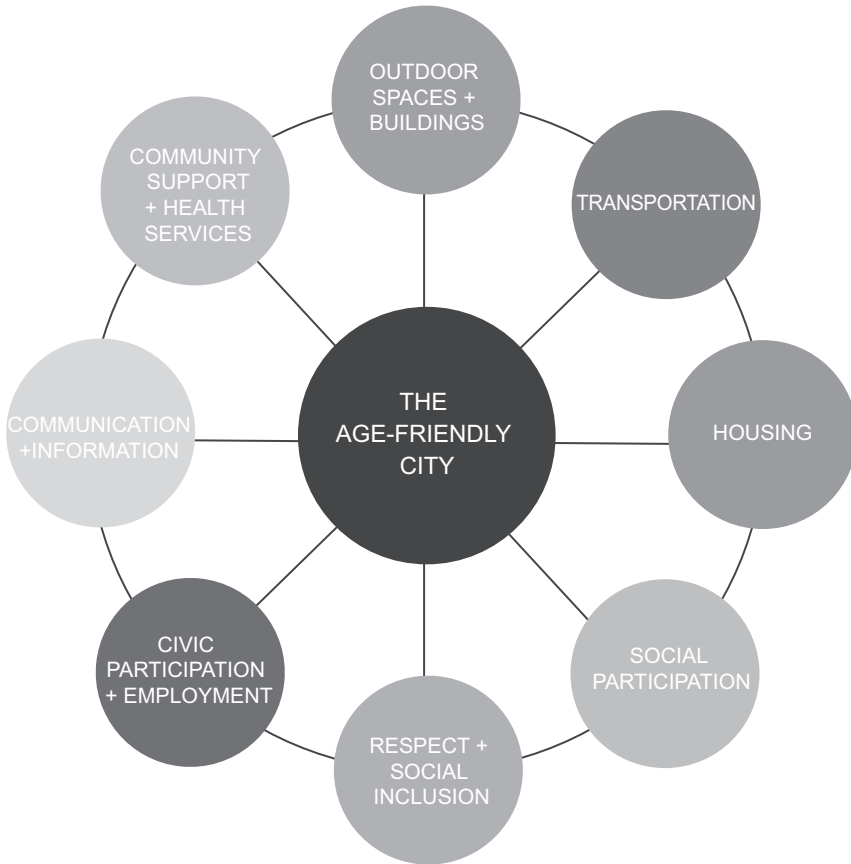 OUTDOOR
SPACES +
BUILDINGS
TRANSPORTATION
HOUSING
SOCIAL
PARTICIPATION
RESPECT +
SOCIAL
INCLUSION
CIVIC
PARTICIPATION
+ EMPLOYMENT
COMMUNICATION
+INFORMATION
COMMUNITY
SUPPORT
+ HEALTH
SERVICES
THE
AGE-FRIENDLY
CITY